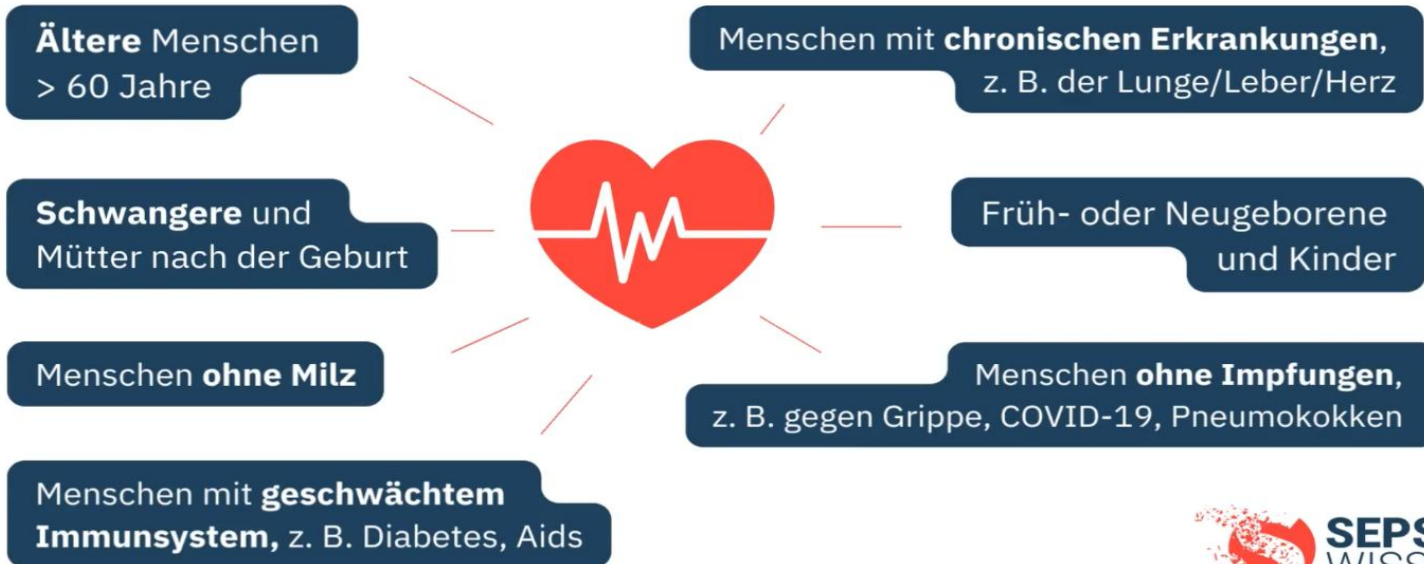 Ältere Menschen
> 60 Jahre
Schwangere und
Mütter nach der Geburt
Menschen ohne Milz
Menschen mit geschwächtem
Immunsystem, z. B. Diabetes, Aids
Menschen mit chronischen Erkrankungen,
z. B. der Lunge/Leber/Herz
Früh- oder Neugeborene
und Kinder
Menschen ohne Impfungen,
z. B. gegen Grippe, COVID-19, Pneumokokken